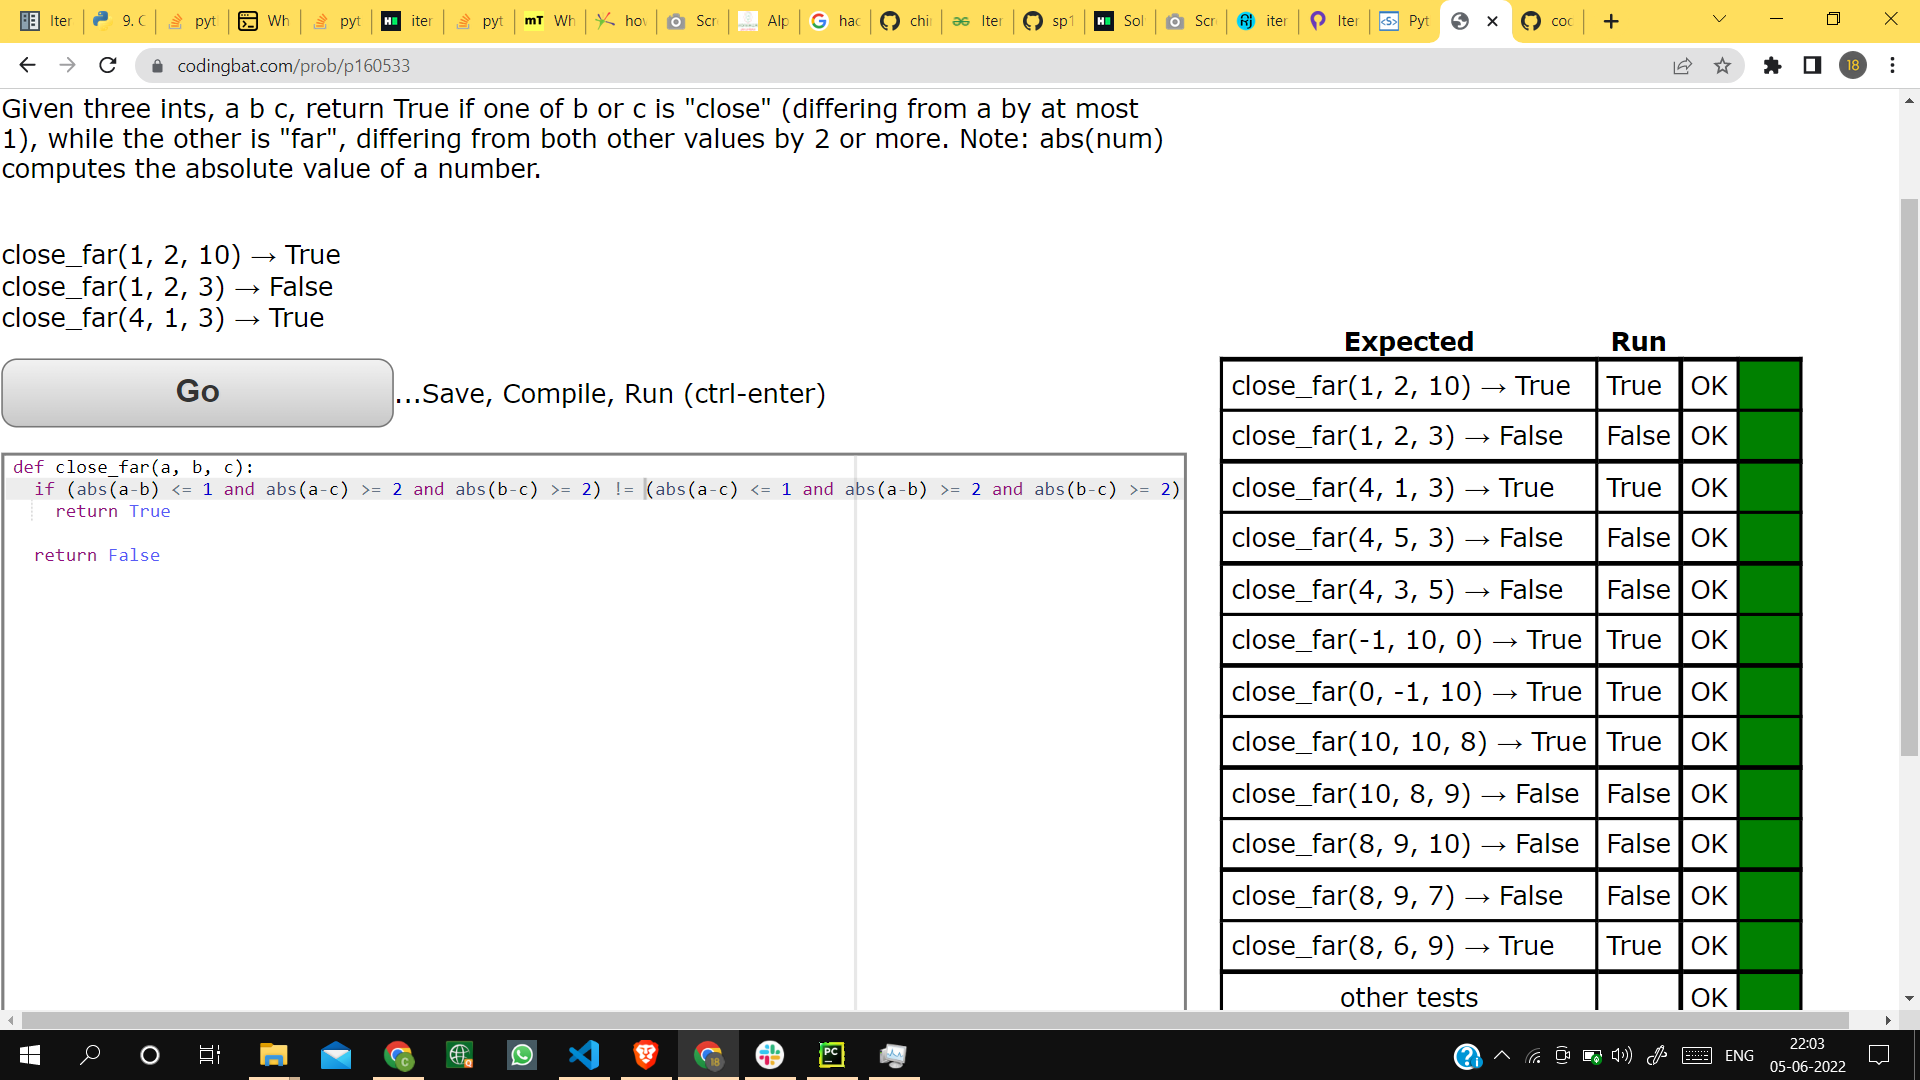 Iter
9. C
pyt
Wh
pyt
iter
pyt
mT Wh
hov
Scr
Alp
hac
chi
Iter
sp1
Sol
Scr
iter
Iter
Pyt
coc
codingbat.com/prob/p160533
18
Given three ints, a b c, return True if one of b or c is "close" (differing from a by at most
1), while the other is "far", differing from both other values by 2 or more. Note: abs(num)
computes the absolute value of a number.
close_far(1, 2, 10) → True
close_far(1, 2, 3) → False
close_far(4, 1, 3) → True
Go
...Save, Compile, Run (ctrl-enter)
def close_far(a, b, c):
if (abs(a-b) <= 1 and abs(a-c) >= 2 and abs(b-c) >= 2) != (abs(a-c) <= 1 and abs(a-b) >= 2 and abs(b-c) >= 2)
return True
return False
Expected Run
close_far(1, 2, 10) → True True OK
close_far(1, 2, 3) → False False OK
close_far(4, 1, 3) → True True OK
close_far(4, 5, 3) → False False OK
close_far(4, 3, 5) → False False OK
close_far(-1, 10, 0) → True True OK
close_far(0, -1, 10) → True True OK
close_far(10, 10, 8) → True True OK
close_far(10, 8, 9) → False False OK
close_far(8, 9, 10) → False False OK
close_far(8, 9, 7) → False False OK
close_far(8, 6, 9) → True True OK
other tests OK
ENG
22:03
05-06-2022